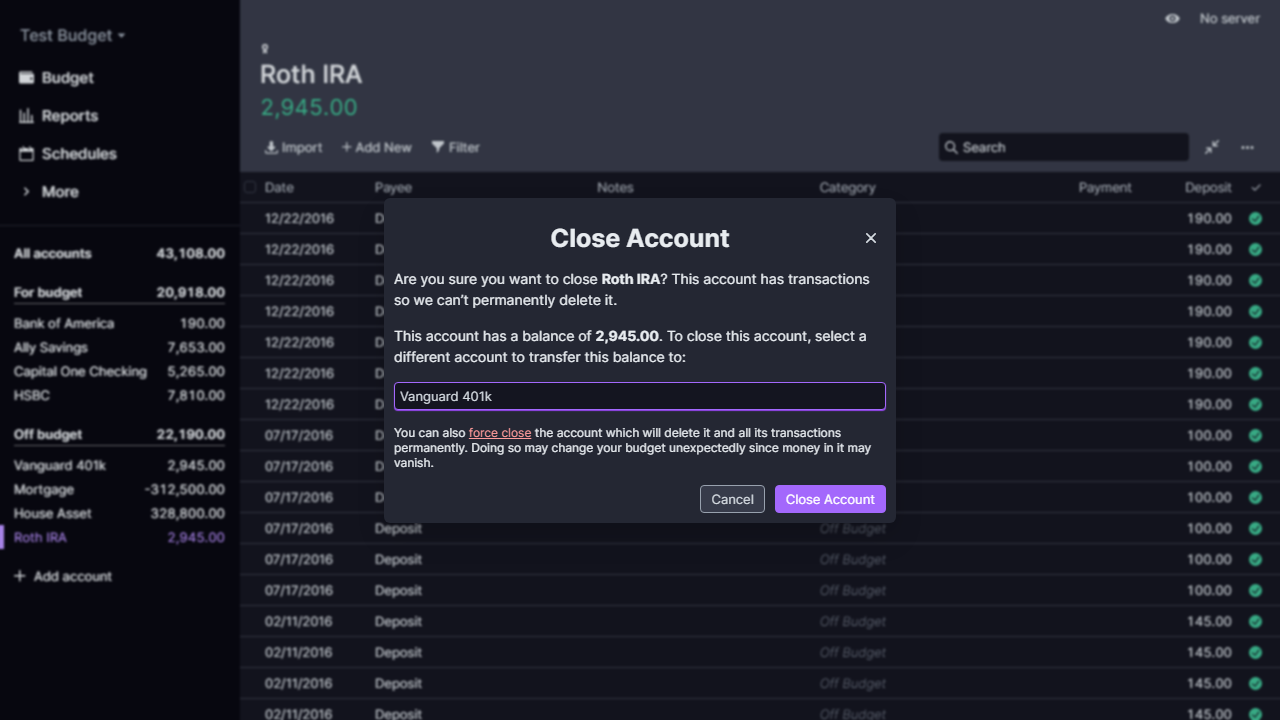 Test Budget
Budget
Reports
Schedules
More
All accounts 43,108.00
For budget 20,918.00
Bank of America 190.00
Ally Savings 7,653.00
Capital One Checking 5,265.00
HSBC 7,810.00
Off budget 22,190.00
Vanguard 401k 2,945.00
Mortgage -312,500.00
House Asset 328,800.00
Roth IRA 2,945.00
Add account
No server
Roth IRA
2,945.00
Import Add New Filter
Search
Date Payee Notes Category Payment Deposit
12/22/2016 D 190.00
12/22/2016 D 190.00
12/22/2016 D 190.00
12/22/2016 D 190.00
12/22/2016 D 190.00
12/22/2016 D 190.00
12/22/2016 D 190.00
07/17/2016 D 100.00
07/17/2016 D 100.00
07/17/2016 D 100.00
07/17/2016 Deposit Off Budget 100.00
07/17/2016 Deposit Off Budget 100.00
07/17/2016 Deposit Off Budget 100.00
02/11/2016 Deposit Off Budget 145.00
02/11/2016 Deposit Off Budget 145.00
02/11/2016 Deposit Off Budget 145.00
02/11/2016 Deposit Off Budget 145.00
Close Account
Are you sure you want to close Roth IRA? This account has transactions
so we can’t permanently delete it.
This account has a balance of 2,945.00. To close this account, select a
different account to transfer this balance to:
Vanguard 401k
You can also force close the account which will delete it and all its transactions
permanently. Doing so may change your budget unexpectedly since money in it may
vanish.
Cancel Close Account